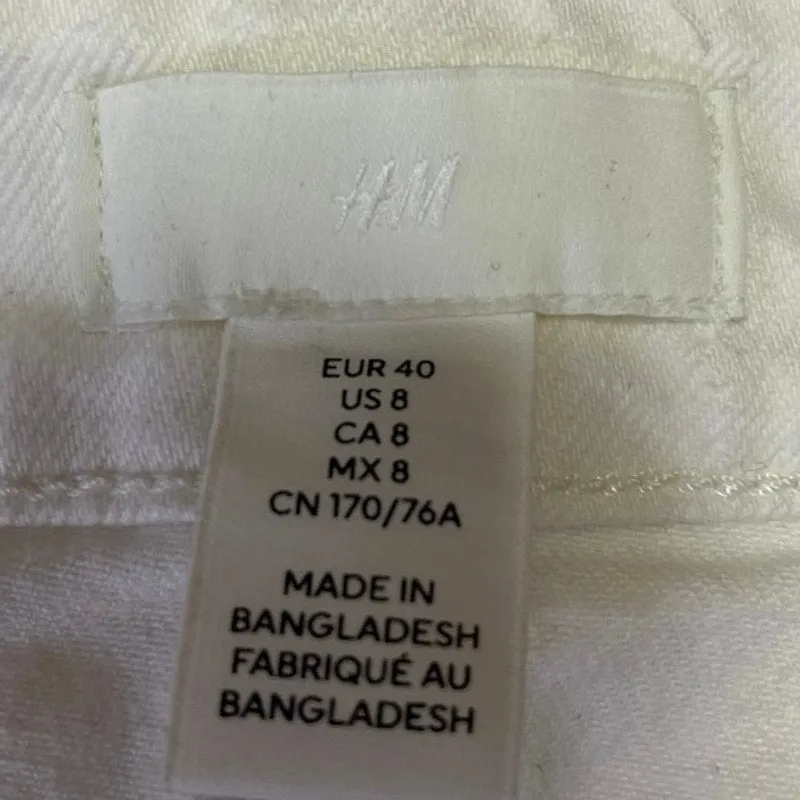 H&M
EUR 40
US 8
CA 8
MX 8
CN 170/76A
MADE IN
BANGLADESH
FABRIQUÉ AU
BANGLADESH